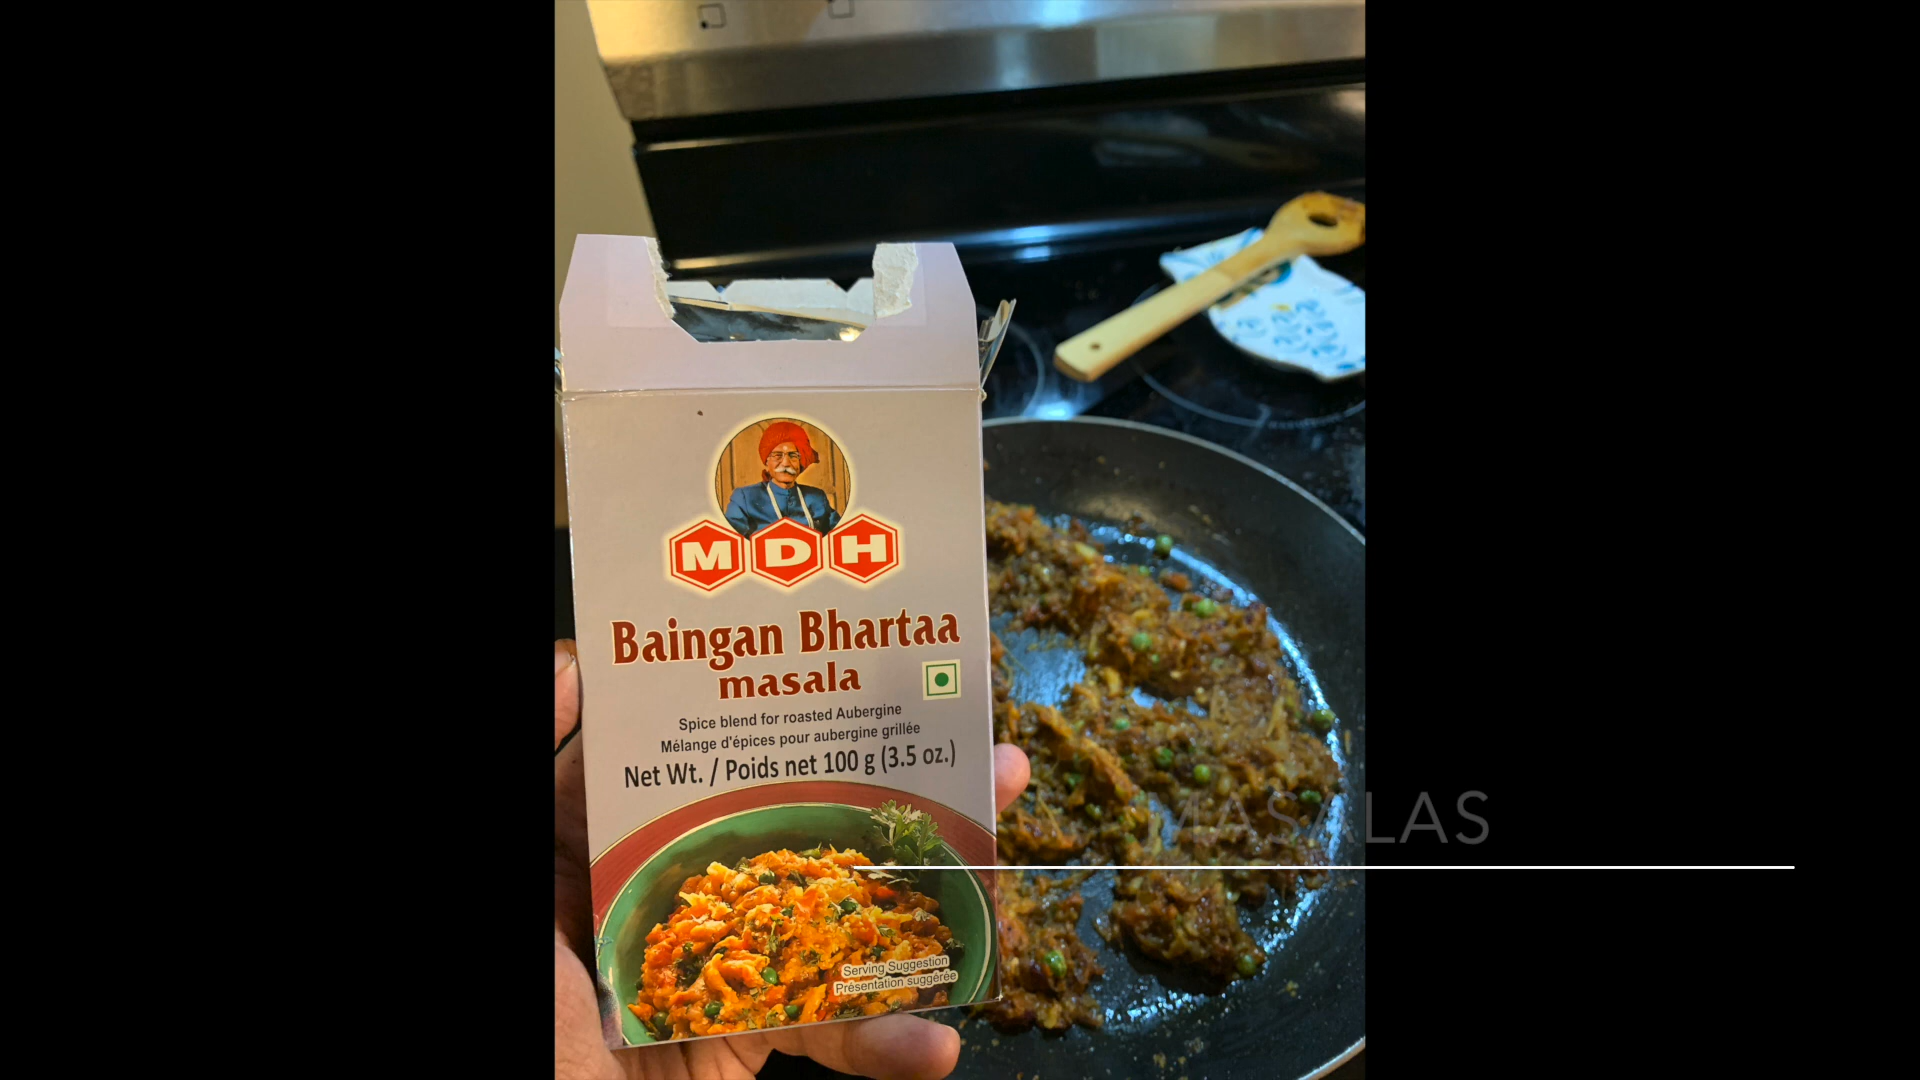 MDH
Baingan Bhartaa
masala
Spice blend for roasted Aubergine
Mélange d'épices pour aubergine grillée
Net Wt. / Poids net 100 g (3.5 oz.)
Serving Suggestion
Présentation suggérée
MASALAS